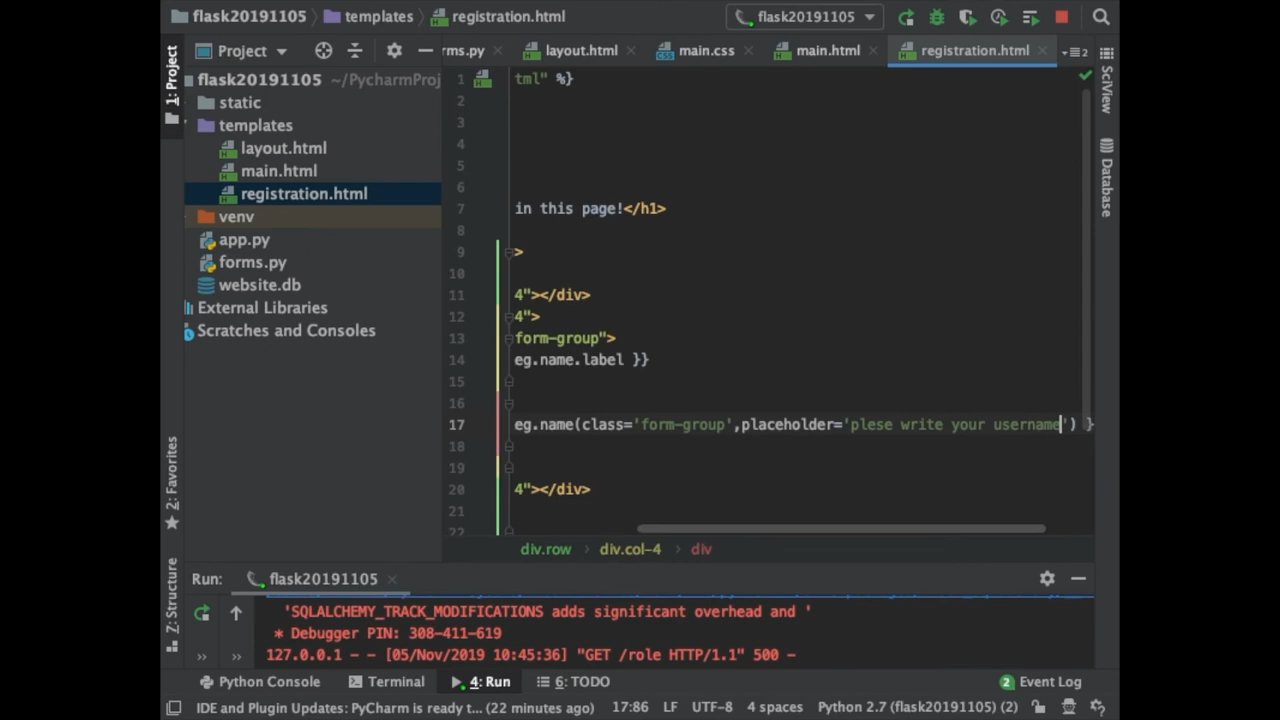 flask20191105 templates registration.html flask20191105
1: Project
Project
rms.py layout.html main.css main.html registration.html 2
flask20191105 ~/PycharmProj
static
templates
layout.html
main.html
registration.html
venv
app.py
forms.py
website.db
External Libraries
Scratches and Consoles
1 tml" %}
2
3
4
5
6
7 in this page!</h1>
8
9 >
10
11 4"></div>
12 4">
13 form-group">
14 eg.name.label }}
15
16
17 eg.name(class='form-group',placeholder='plese write your username') }
18
19
20 4"></div>
21
22
div.row div.col-4 div
SciView
Database
2: Favorites
Z: Structure
Run: flask20191105
'SQLALCHEMY_TRACK_MODIFICATIONS adds significant overhead and '
* Debugger PIN: 308-411-619
127.0.0.1 - - [05/Nov/2019 10:45:36] "GET /role HTTP/1.1" 500 -
Python Console Terminal 4: Run 6: TODO 2 Event Log
IDE and Plugin Updates: PyCharm is ready t... (22 minutes ago) 17:86 LF UTF-8 4 spaces Python 2.7 (flask20191105) (2)